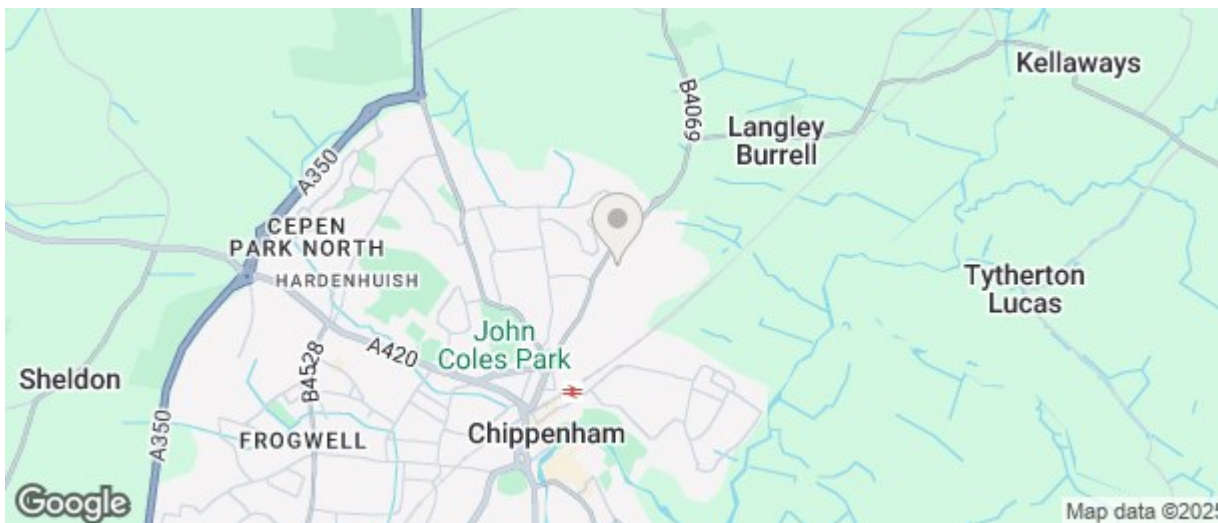 Kellaways
B4069
Langley
Burrell
A350
CEPEN
PARK NORTH
HARDENHUISH
Tytherton
Lucas
John
Coles Park
A420
B4528
Sheldon
A350
FROGWELL
Chippenham
Google
Map data ©2025